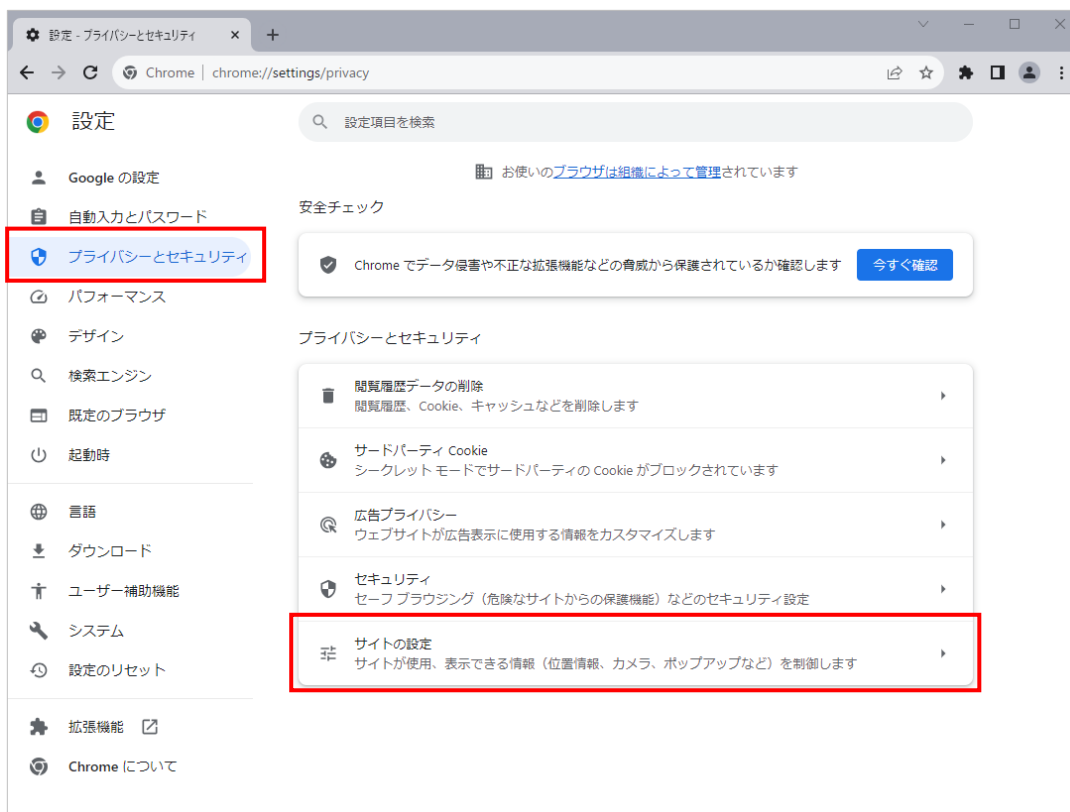 設定 - プライバシーとセキュリティ
Chrome | chrome://settings/privacy
設定
設定項目を検索
お使いのブラウザは組織によって管理されています
Google の設定
自動入力とパスワード
プライバシーとセキュリティ
パフォーマンス
デザイン
検索エンジン
既定のブラウザ
起動時
言語
ダウンロード
ユーザー補助機能
システム
設定のリセット
拡張機能
Chrome について
安全チェック
Chrome でデータ侵害や不正な拡張機能などの脅威から保護されているか確認します
今すぐ確認
プライバシーとセキュリティ
閲覧履歴データの削除
閲覧履歴、Cookie、キャッシュなどを削除します
サードパーティ Cookie
シークレット モードでサードパーティの Cookie がブロックされています
広告プライバシー
ウェブサイトが広告表示に使用する情報をカスタマイズします
セキュリティ
セーフ ブラウジング（危険なサイトからの保護機能）などのセキュリティ設定
サイトの設定
サイトが使用、表示できる情報（位置情報、カメラ、ポップアップなど）を制御します